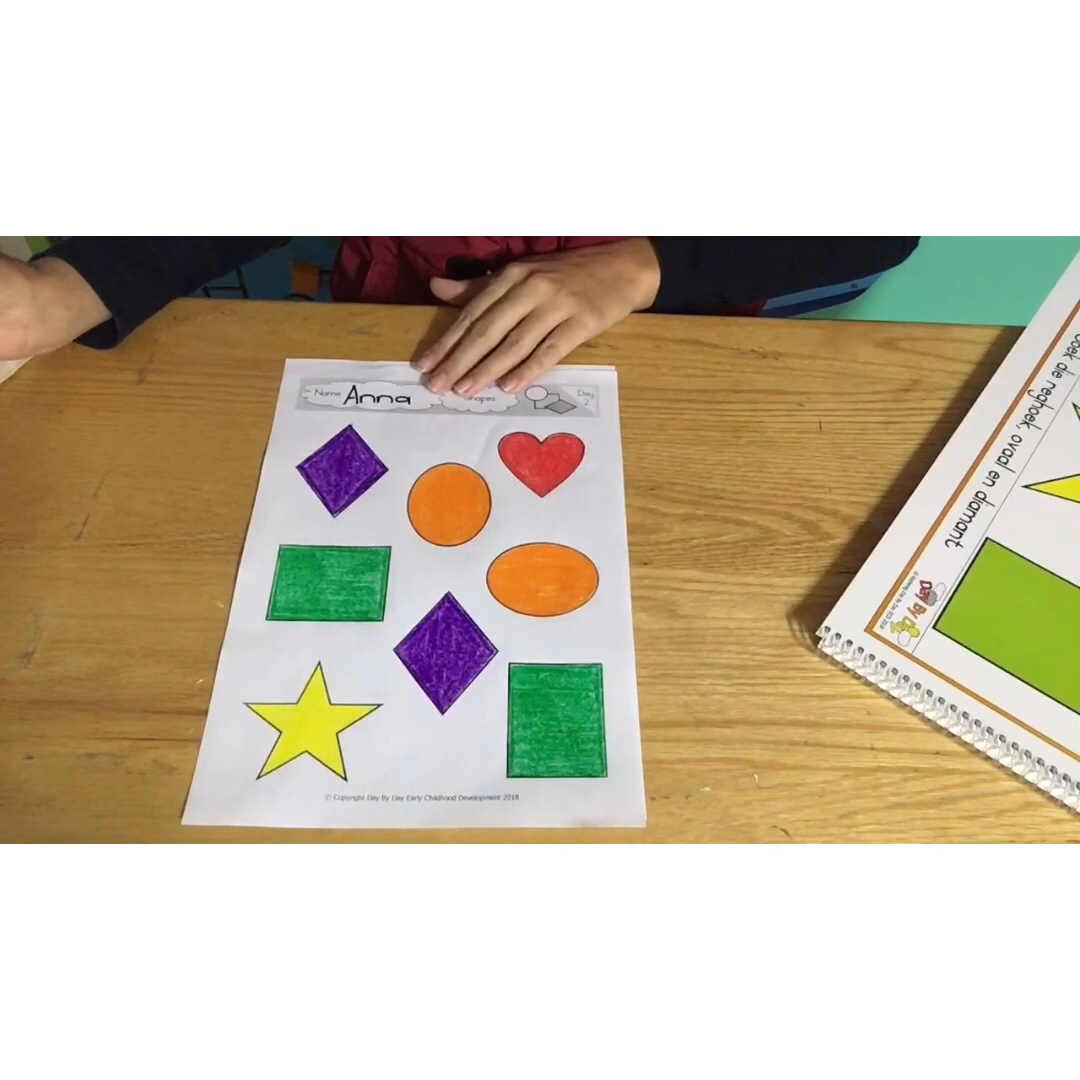 Name Anna Shapes Day
2
© Copyright Day By Day Early Childhood Development 2018
die reghoek, ovaal en diamant.
Day By Day